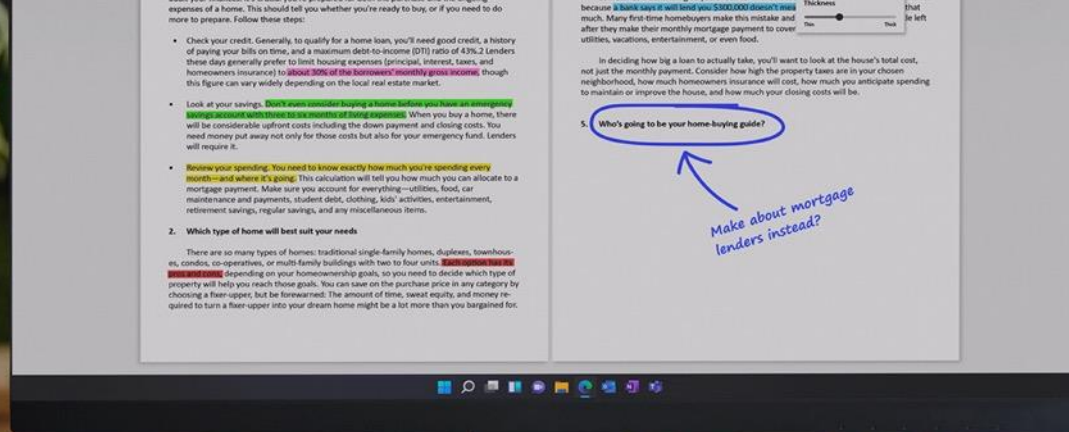 expenses of a home. This should tell you whether you're ready to buy, or if you need to do
more to prepare. Follow these steps:
• Check your credit. Generally, to qualify for a home loan, you'll need good credit, a history
of paying your bills on time, and a maximum debt-to-income (DTI) ratio of 43%.2 Lenders
these days generally prefer to limit housing expenses (principal, interest, taxes, and
homeowners insurance) to about 30% of the borrowers' monthly gross income, though
this figure can vary widely depending on the local real estate market.
• Look at your savings. Don't even consider buying a home before you have an emergency
savings account with three to six months of living expenses. When you buy a home, there
will be considerable upfront costs including the down payment and closing costs. You
need money put away not only for those costs but also for your emergency fund. Lenders
will require it.
• Review your spending. You need to know exactly how much you're spending every
month—and where it's going. This calculation will tell you how much you can allocate to a
mortgage payment. Make sure you account for everything—utilities, food, car
maintenance and payments, student debt, clothing, kids' activities, entertainment,
retirement savings, regular savings, and any miscellaneous items.
2. Which type of home will best suit your needs
There are so many types of homes: traditional single-family homes, duplexes, townhous-
es, condos, co-operatives, or multi-family buildings with two to four units. Each option has its
pros and cons, depending on your homeownership goals, so you need to decide which type of
property will help you reach those goals. You can save on the purchase price in any category by
choosing a fixer-upper, but be forewarned: The amount of time, sweat equity, and money re-
quired to turn a fixer-upper into your dream home might be a lot more than you bargained for.
because a bank says it will lend you $300,000 doesn't mea that
much. Many first-time homebuyers make this mistake and le left
after they make their monthly mortgage payment to cover
utilities, vacations, entertainment, or even food.
Thickness
Thin Thick
In deciding how big a loan to actually take, you'll want to look at the house's total cost,
not just the monthly payment. Consider how high the property taxes are in your chosen
neighborhood, how much homeowners insurance will cost, how much you anticipate spending
to maintain or improve the house, and how much your closing costs will be.
5. Who's going to be your home-buying guide?
Make about mortgage
lenders instead?